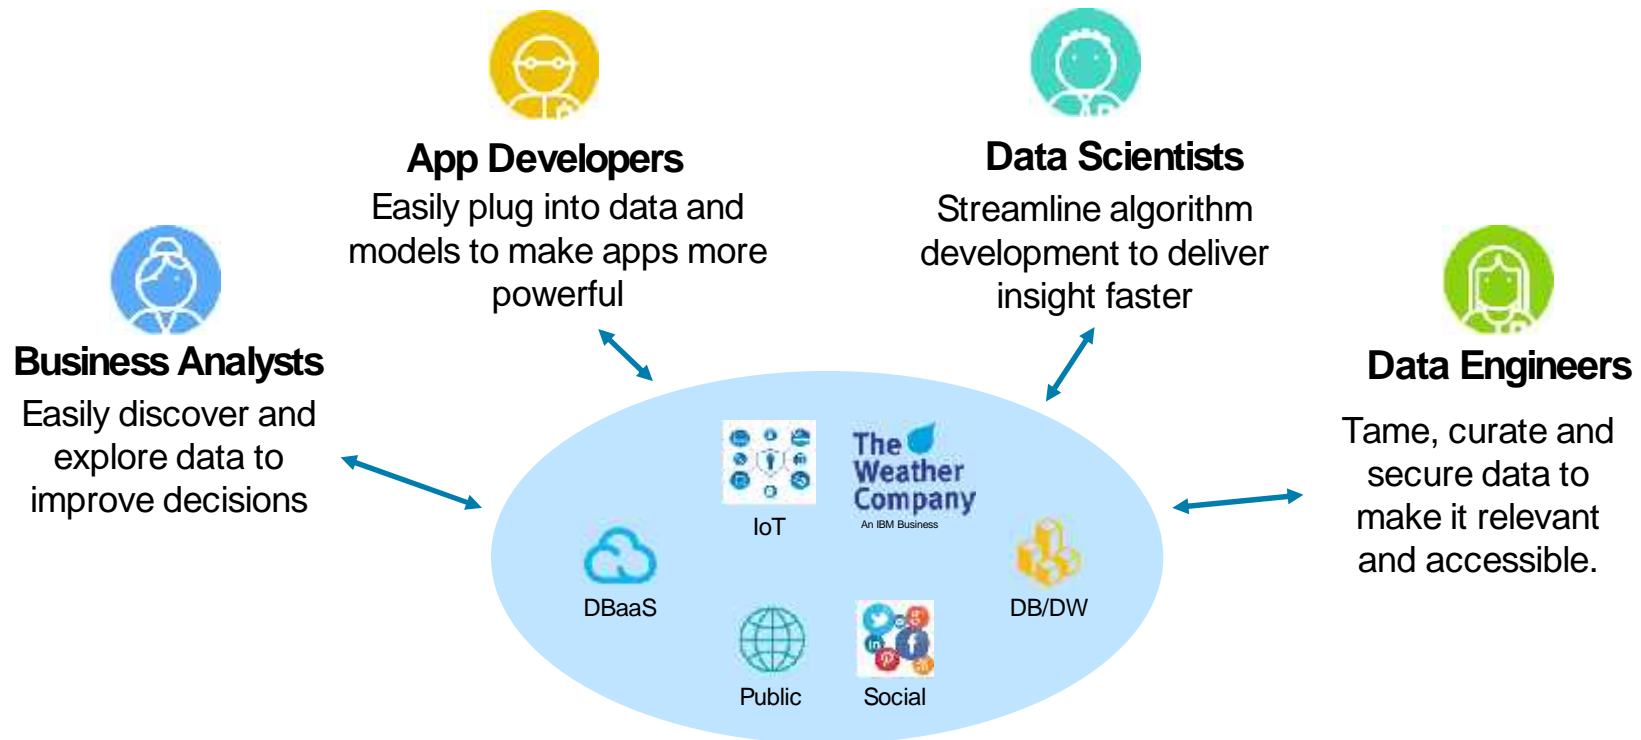 App Developers
Easily plug into data and
models to make apps more
powerful
Data Scientists
Streamline algorithm
development to deliver
insight faster
Business Analysts
Easily discover and
explore data to
improve decisions
Data Engineers
Tame, curate and
secure data to
make it relevant
and accessible.
IoT
The
Weather
Company
An IBM Business
DBaaS
DB/DW
Public
Social